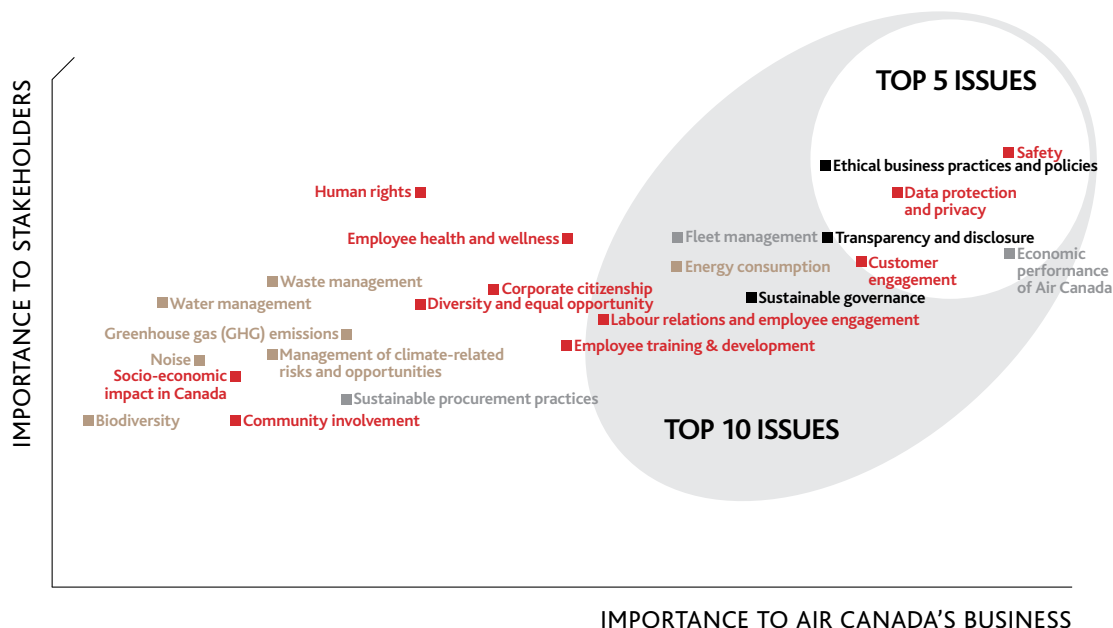 IMPORTANCE TO STAKEHOLDERS
TOP 5 ISSUES
Safety
Ethical business practices and policies
Human rights
Data protection
and privacy
Employee health and wellness
Fleet management
Transparency and disclosure
Economic
performance
of Air Canada
Energy consumption
Customer
engagement
Waste management
Corporate citizenship
Water management
Diversity and equal opportunity
Sustainable governance
Labour relations and employee engagement
Greenhouse gas (GHG) emissions
Employee training & development
Noise
Management of climate-related
risks and opportunities
Socio-economic
impact in Canada
Sustainable procurement practices
Biodiversity
Community involvement
TOP 10 ISSUES
IMPORTANCE TO AIR CANADA'S BUSINESS